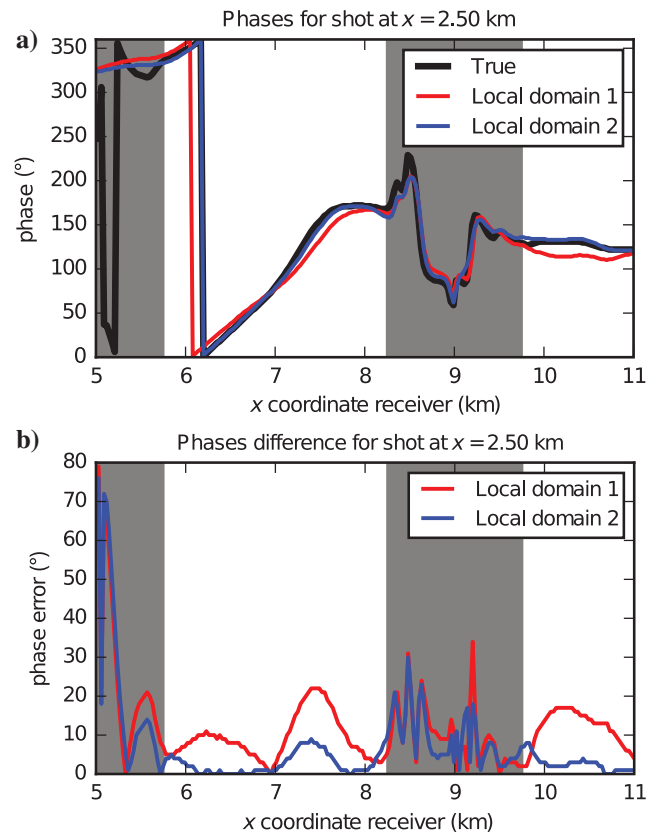 a)
Phases for shot at x = 2.50 km
350
300
250
200
150
100
50
0
phase (°)
True
Local domain 1
Local domain 2
5 6 7 8 9 10 11
x coordinate receiver (km)
b)
Phases difference for shot at x = 2.50 km
80
70
60
50
40
30
20
10
0
phase error (°)
Local domain 1
Local domain 2
5 6 7 8 9 10 11
x coordinate receiver (km)